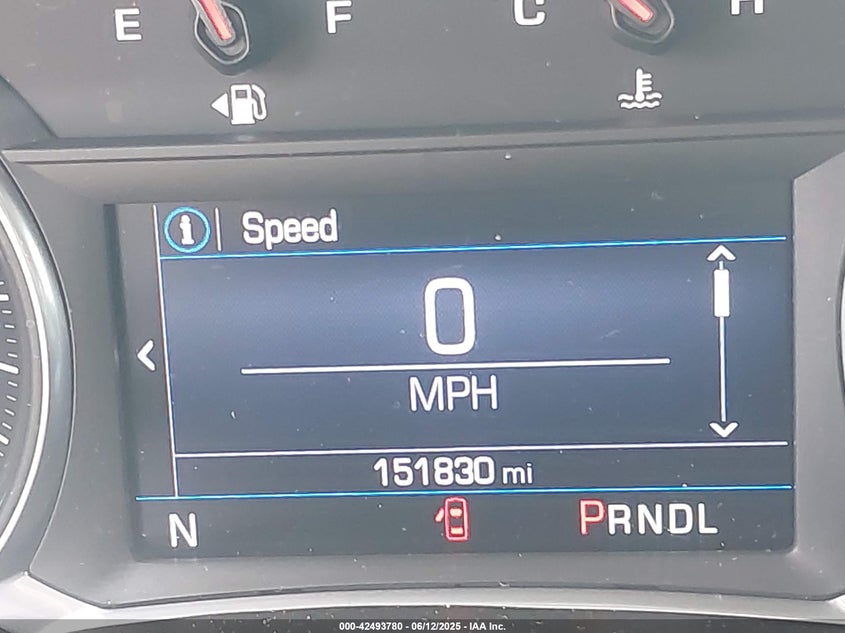 E F C H
Speed
0
MPH
151830 mi
N PRNDL
000-42493780 - 06/12/2025 - IAA Inc.